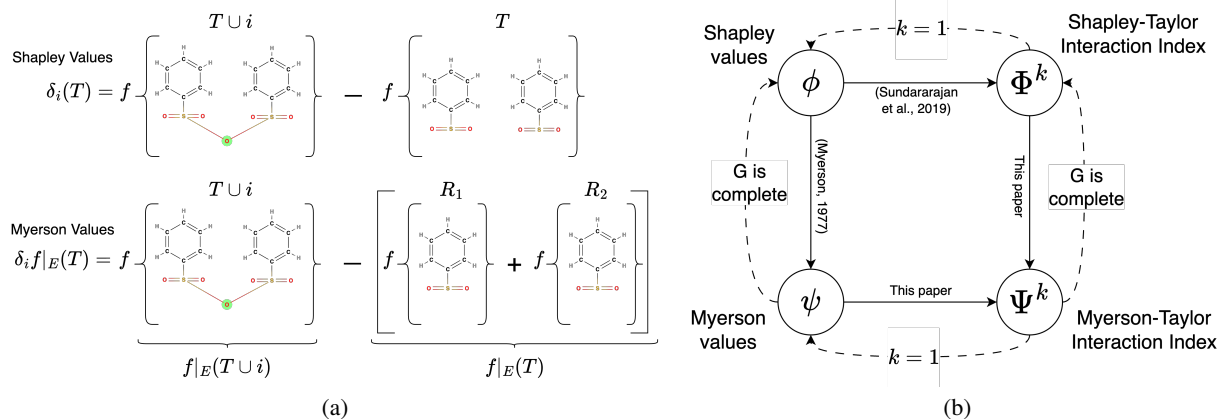 T ∪ i
T
Shapley Values
δ_i(T) = f { } − f { }
T ∪ i
R_1
R_2
Myerson Values
δ_i f|_E(T) = f { } − [ f { } + f { } ]
f|_E(T ∪ i)
f|_E(T)
(a)
k = 1
Shapley values
Shapley-Taylor Interaction Index
ϕ
Φ^k
(Sundararajan et al., 2019)
(Myerson, 1977)
This paper
G is complete
G is complete
ψ
Ψ^k
This paper
Myerson values
Myerson-Taylor Interaction Index
k = 1
(b)